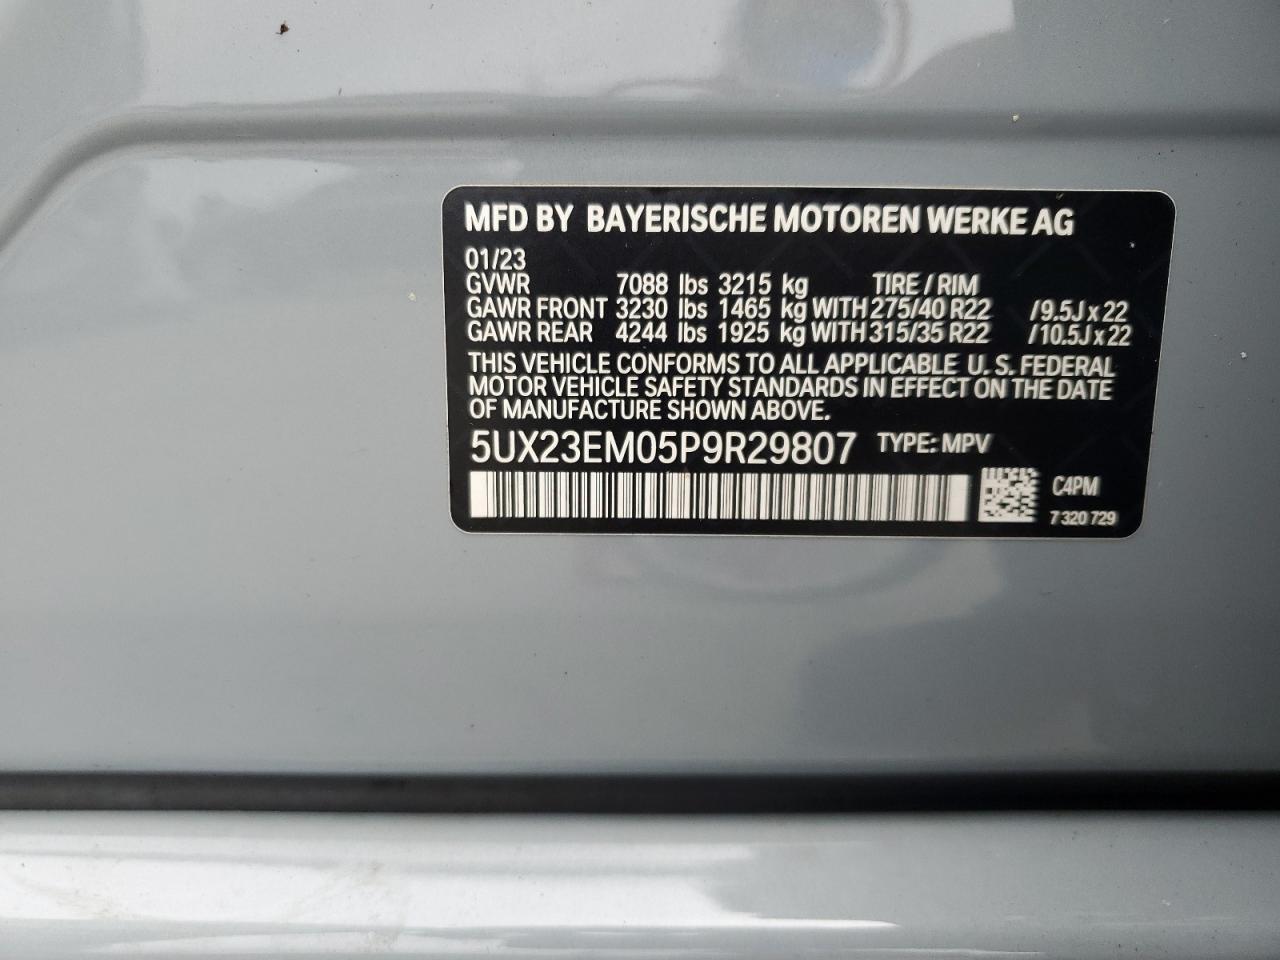 MFD BY BAYERISCHE MOTOREN WERKE AG
01/23
GVWR 7088 lbs 3215 kg TIRE / RIM
GAWR FRONT 3230 lbs 1465 kg WITH 275/40 R22 / 9.5J x 22
GAWR REAR 4244 lbs 1925 kg WITH 315/35 R22 / 10.5J x 22
THIS VEHICLE CONFORMS TO ALL APPLICABLE U. S. FEDERAL
MOTOR VEHICLE SAFETY STANDARDS IN EFFECT ON THE DATE
OF MANUFACTURE SHOWN ABOVE.
5UX23EM05P9R29807 TYPE: MPV
C4PM
7 320 729